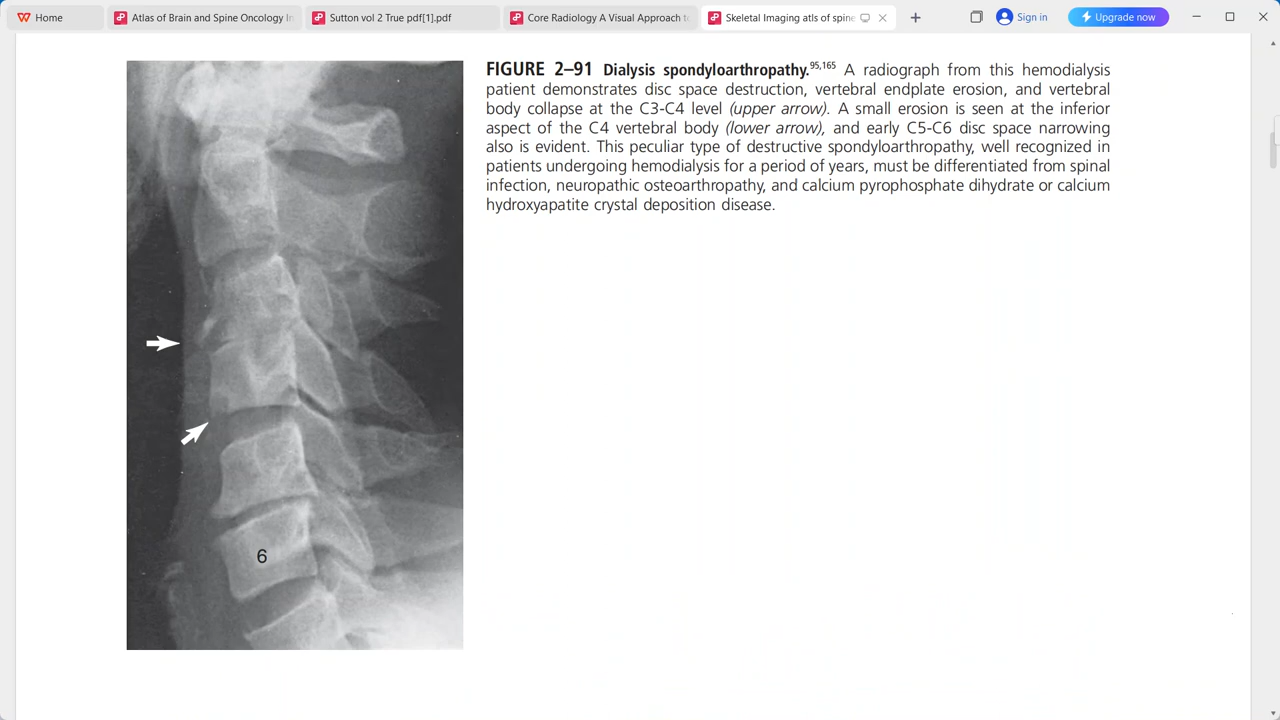 Home
Atlas of Brain and Spine Oncology I
Sutton vol 2 True pdf[1].pdf
Core Radiology A Visual Approach t
Skeletal Imaging atls of spine
Sign in
Upgrade now
FIGURE 2–91 Dialysis spondyloarthropathy.95,165 A radiograph from this hemodialysis
patient demonstrates disc space destruction, vertebral endplate erosion, and vertebral
body collapse at the C3-C4 level (upper arrow). A small erosion is seen at the inferior
aspect of the C4 vertebral body (lower arrow), and early C5-C6 disc space narrowing
also is evident. This peculiar type of destructive spondyloarthropathy, well recognized in
patients undergoing hemodialysis for a period of years, must be differentiated from spinal
infection, neuropathic osteoarthropathy, and calcium pyrophosphate dihydrate or calcium
hydroxyapatite crystal deposition disease.
6